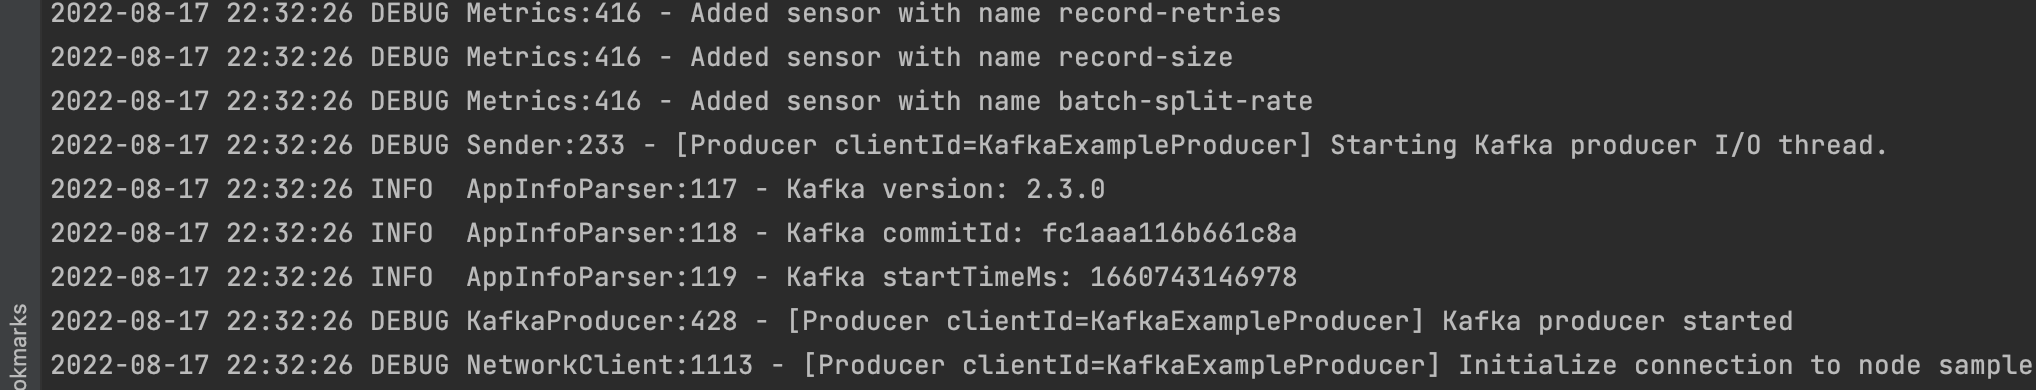 2022-08-17 22:32:26 DEBUG Metrics:416 - Added sensor with name record-retries
2022-08-17 22:32:26 DEBUG Metrics:416 - Added sensor with name record-size
2022-08-17 22:32:26 DEBUG Metrics:416 - Added sensor with name batch-split-rate
2022-08-17 22:32:26 DEBUG Sender:233 - [Producer clientId=KafkaExampleProducer] Starting Kafka producer I/O thread.
2022-08-17 22:32:26 INFO  AppInfoParser:117 - Kafka version: 2.3.0
2022-08-17 22:32:26 INFO  AppInfoParser:118 - Kafka commitId: fc1aaa116b661c8a
2022-08-17 22:32:26 INFO  AppInfoParser:119 - Kafka startTimeMs: 1660743146978
2022-08-17 22:32:26 DEBUG KafkaProducer:428 - [Producer clientId=KafkaExampleProducer] Kafka producer started
2022-08-17 22:32:26 DEBUG NetworkClient:1113 - [Producer clientId=KafkaExampleProducer] Initialize connection to node sample
okmarks